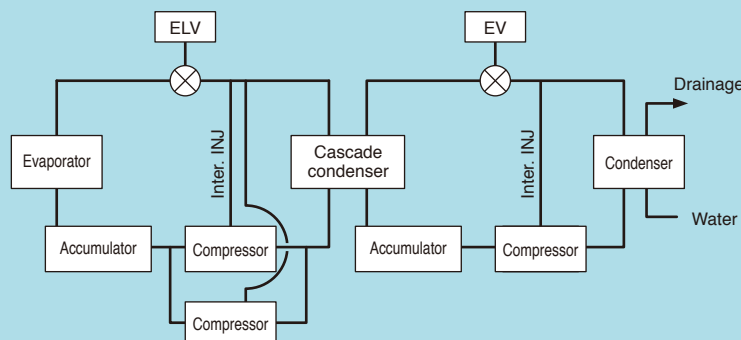 ELV
EV
Drainage
Inter. INJ
Inter. INJ
Evaporator
Cascade
condenser
Condenser
Water
Accumulator
Compressor
Accumulator
Compressor
Compressor